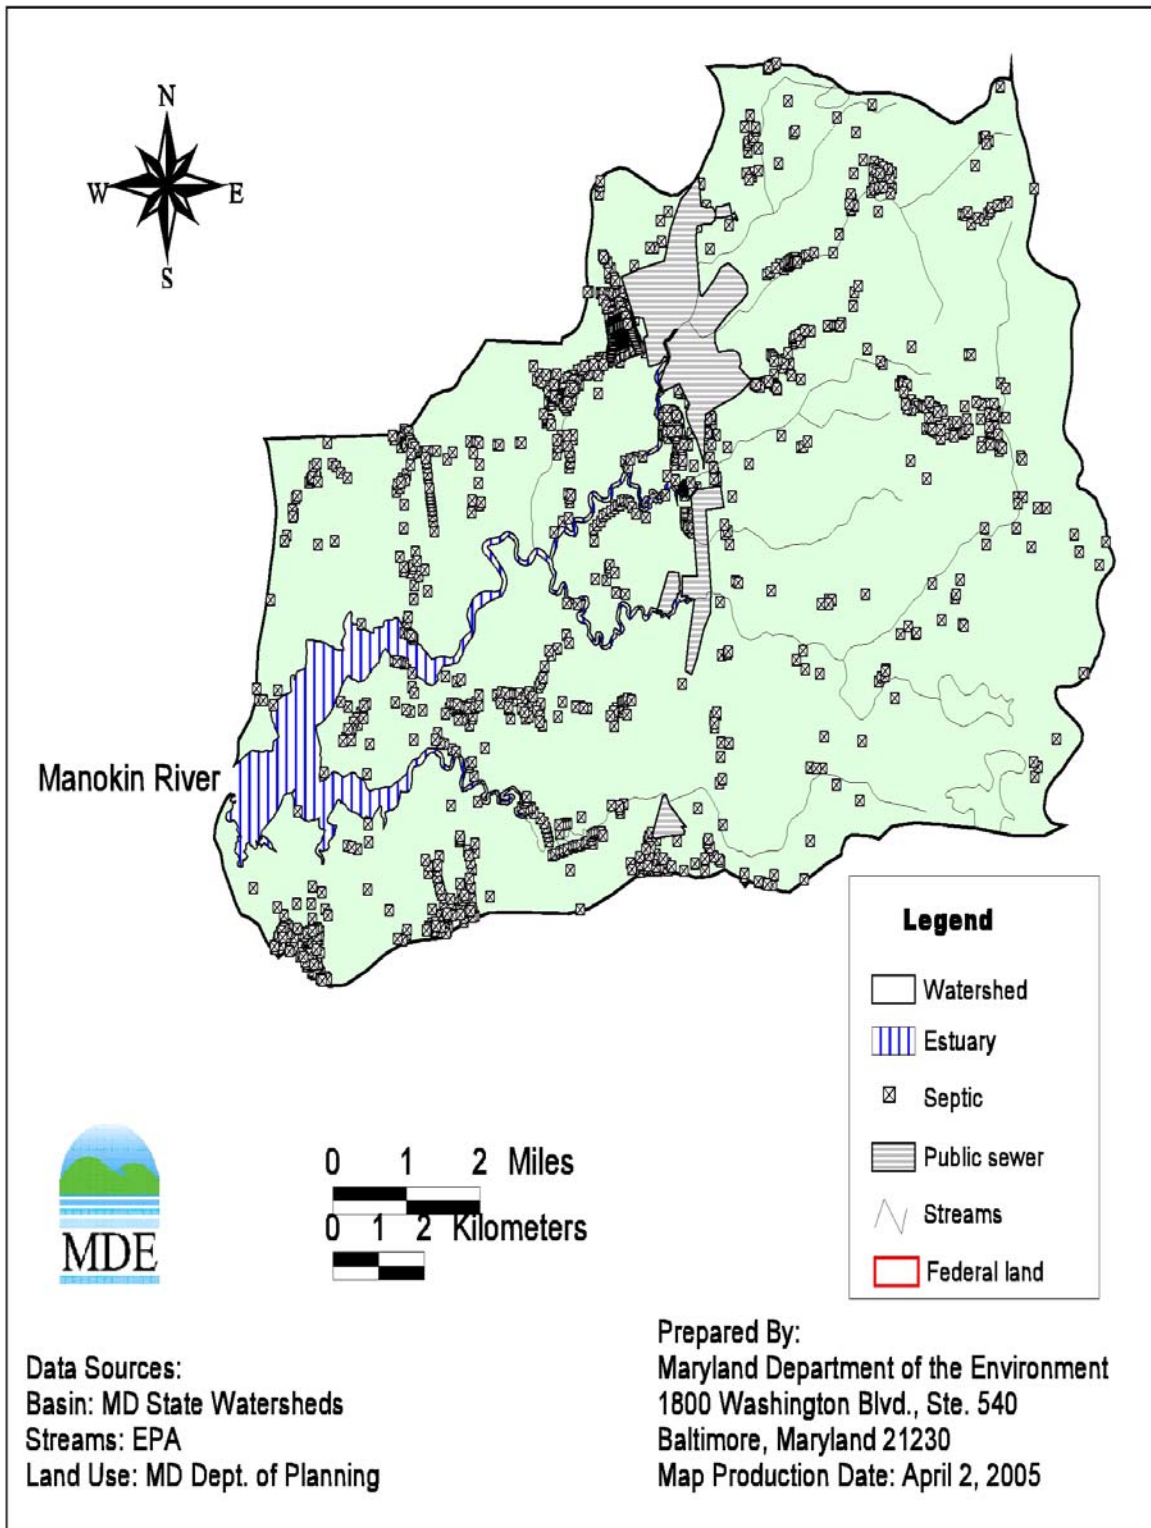 N
W E
S
Manokin River
Legend
Watershed
Estuary
Septic
Public sewer
Streams
Federal land
0 1 2 Miles
0 1 2 Kilometers
MDE
Data Sources:
Basin: MD State Watersheds
Streams: EPA
Land Use: MD Dept. of Planning
Prepared By:
Maryland Department of the Environment
1800 Washington Blvd., Ste. 540
Baltimore, Maryland 21230
Map Production Date: April 2, 2005